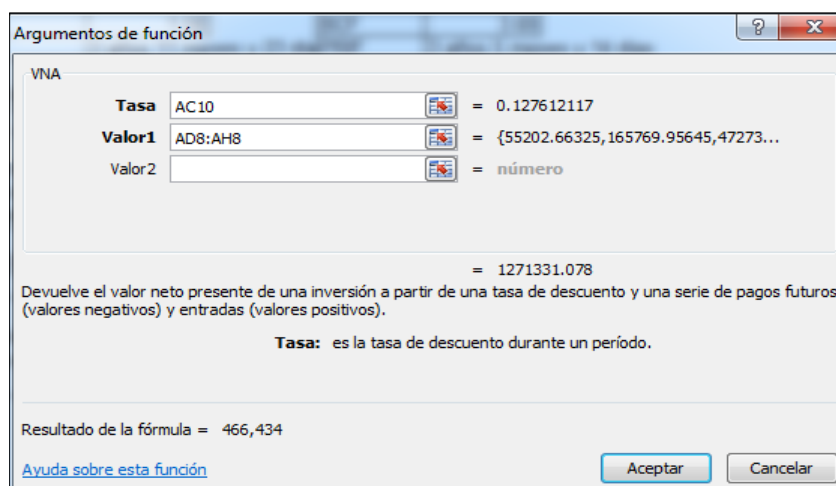 Argumentos de función
VNA
Tasa AC10 = 0.127612117
Valor1 AD8:AH8 = {55202.66325,165769.95645,47273...
Valor2 = número
= 1271331.078
Devuelve el valor neto presente de una inversión a partir de una tasa de descuento y una serie de pagos futuros
(valores negativos) y entradas (valores positivos).
Tasa: es la tasa de descuento durante un período.
Resultado de la fórmula = 466,434
Ayuda sobre esta función
Aceptar Cancelar